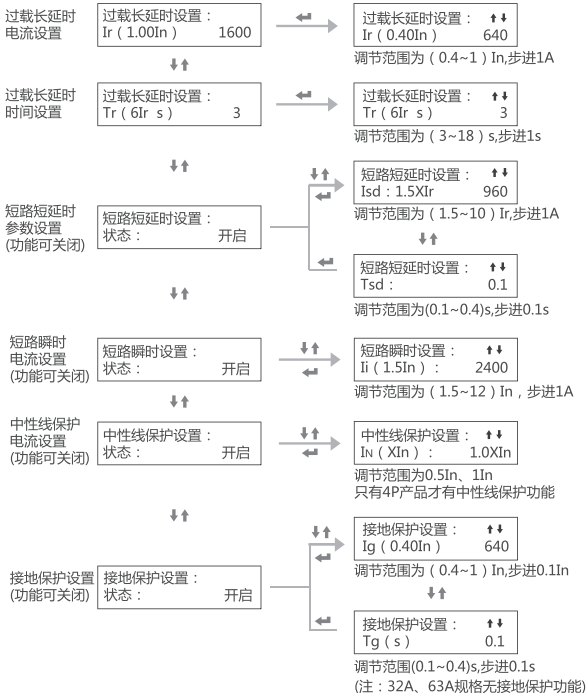 过载长延时
电流设置
过载长延时设置：
Ir（1.00In） 1600
过载长延时设置：
Ir（0.40In） 640
调节范围为（0.4~1）In,步进1A
过载长延时
时间设置
过载长延时设置：
Tr（6Ir s） 3
过载长延时设置：
Tr（6Ir s） 3
调节范围为（3~18）s,步进1s
短路短延时
参数设置
(功能可关闭)
短路短延时设置：
状态： 开启
短路短延时设置：
Isd：1.5XIr 960
调节范围为（1.5~10）Ir,步进1A
短路短延时设置：
Tsd： 0.1
调节范围为(0.1~0.4)s,步进0.1s
短路瞬时
电流设置
(功能可关闭)
短路瞬时设置：
状态： 开启
短路瞬时设置：
Ii（1.5In）： 2400
调节范围为（1.5~12）In，步进1A
中性线保护
电流设置
(功能可关闭)
中性线保护设置：
状态： 开启
中性线保护设置：
IN（XIn）： 1.0XIn
调节范围为0.5In、1In
只有4P产品才有中性线保护功能
接地保护设置
(功能可关闭)
接地保护设置：
状态： 开启
接地保护设置：
Ig（0.40In） 640
调节范围为（0.4~1）In,步进0.1In
接地保护设置：
Tg（s） 0.1
调节范围(0.1~0.4)s,步进0.1s
(注：32A、63A规格无接地保护功能)